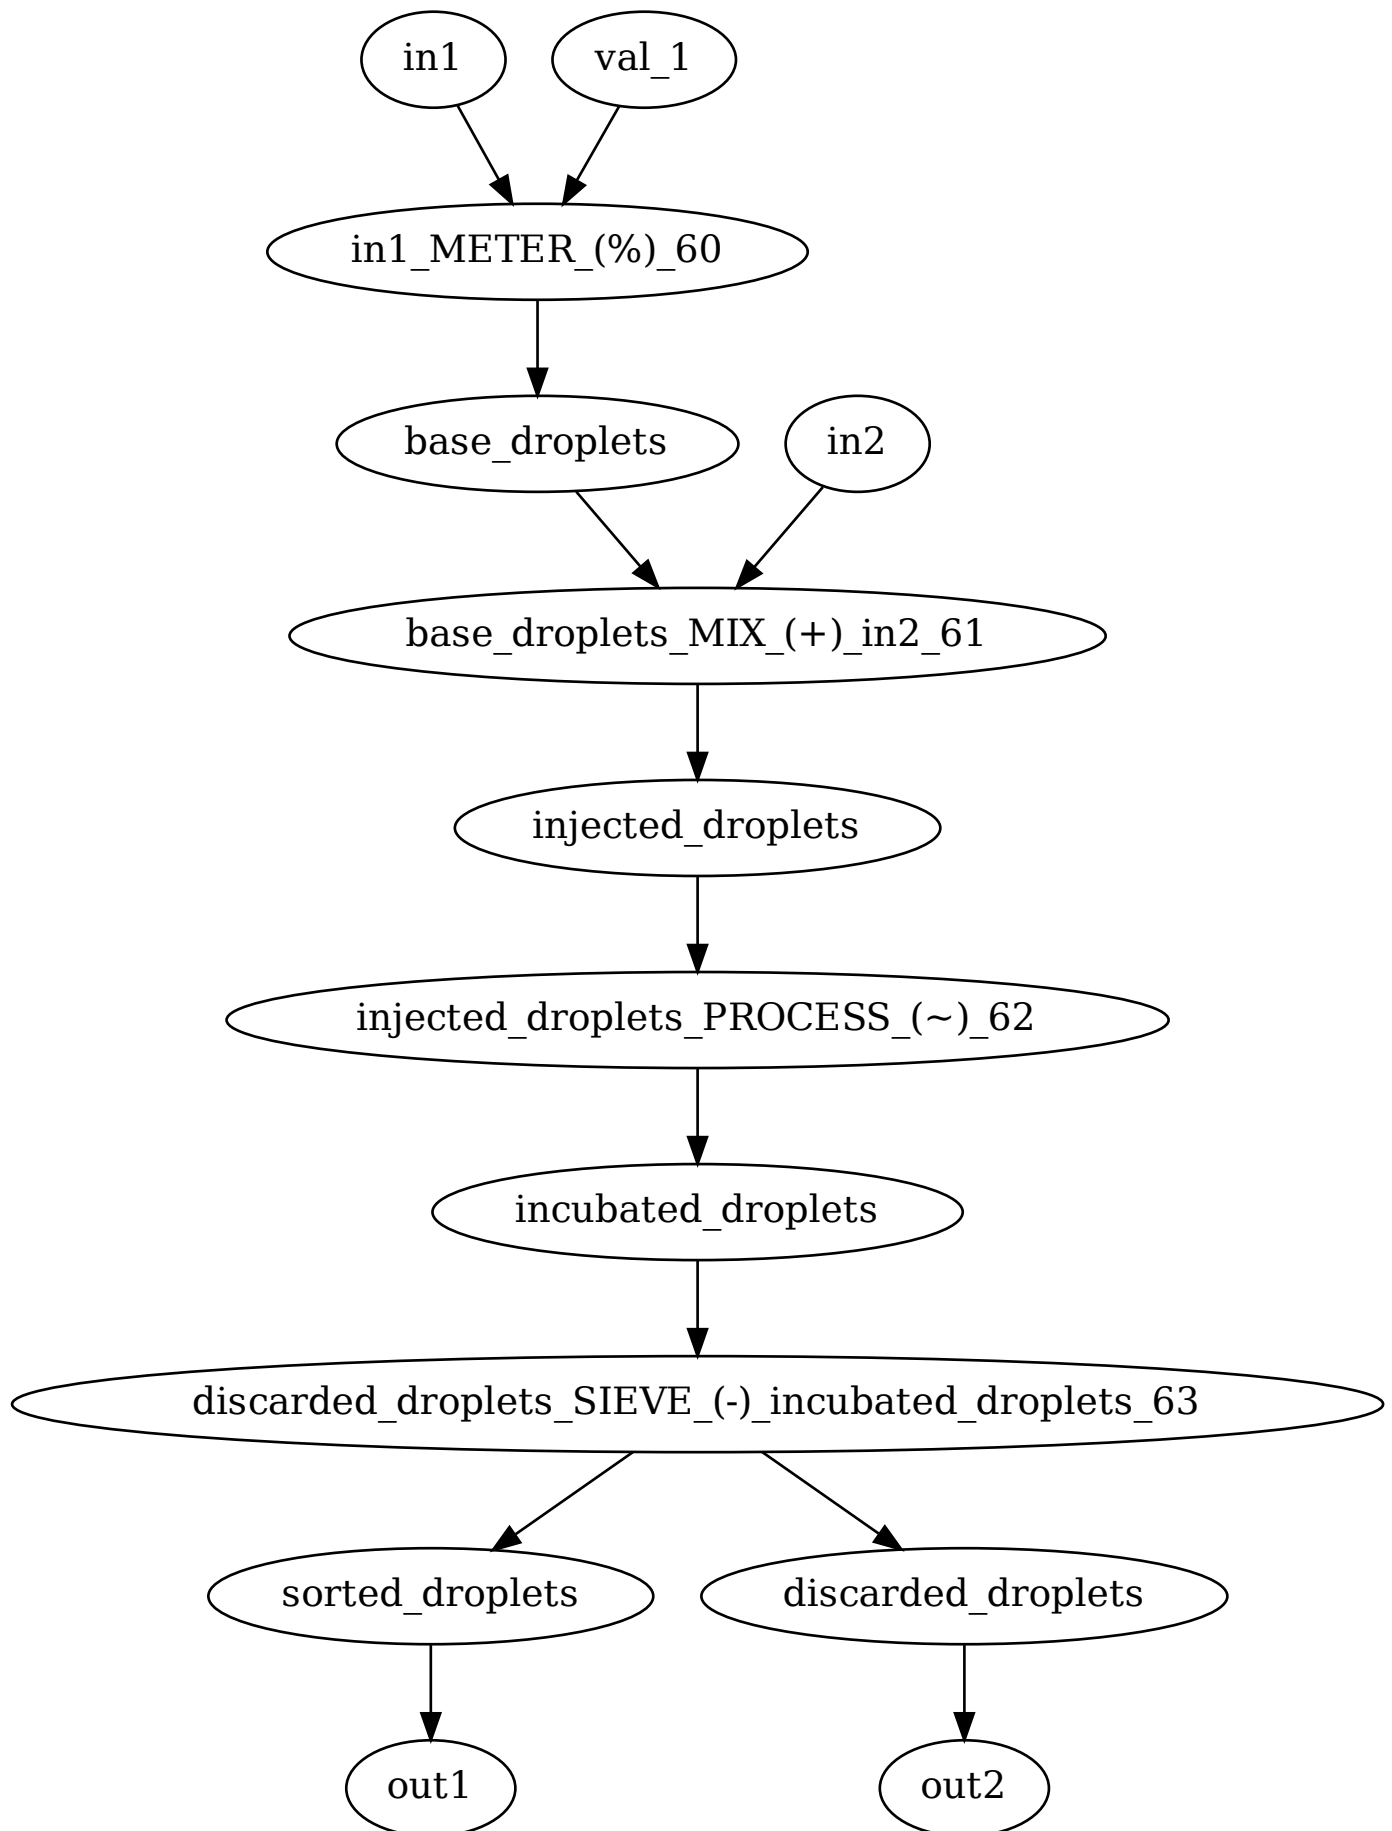 in1
val_1
in1_METER_(%)_60
base_droplets
in2
base_droplets_MIX_(+)_in2_61
injected_droplets
injected_droplets_PROCESS_(~)_62
incubated_droplets
discarded_droplets_SIEVE_(-)_incubated_droplets_63
sorted_droplets
discarded_droplets
out1
out2